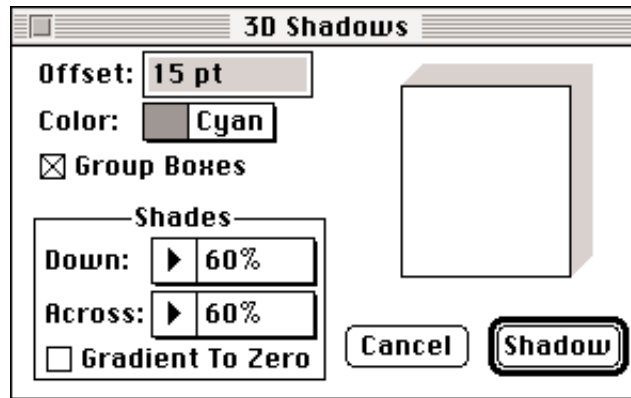 3D Shadows
Offset: 15 pt
Color: Cyan
Group Boxes
Shades
Down: 60%
Across: 60%
Gradient To Zero
Cancel Shadow